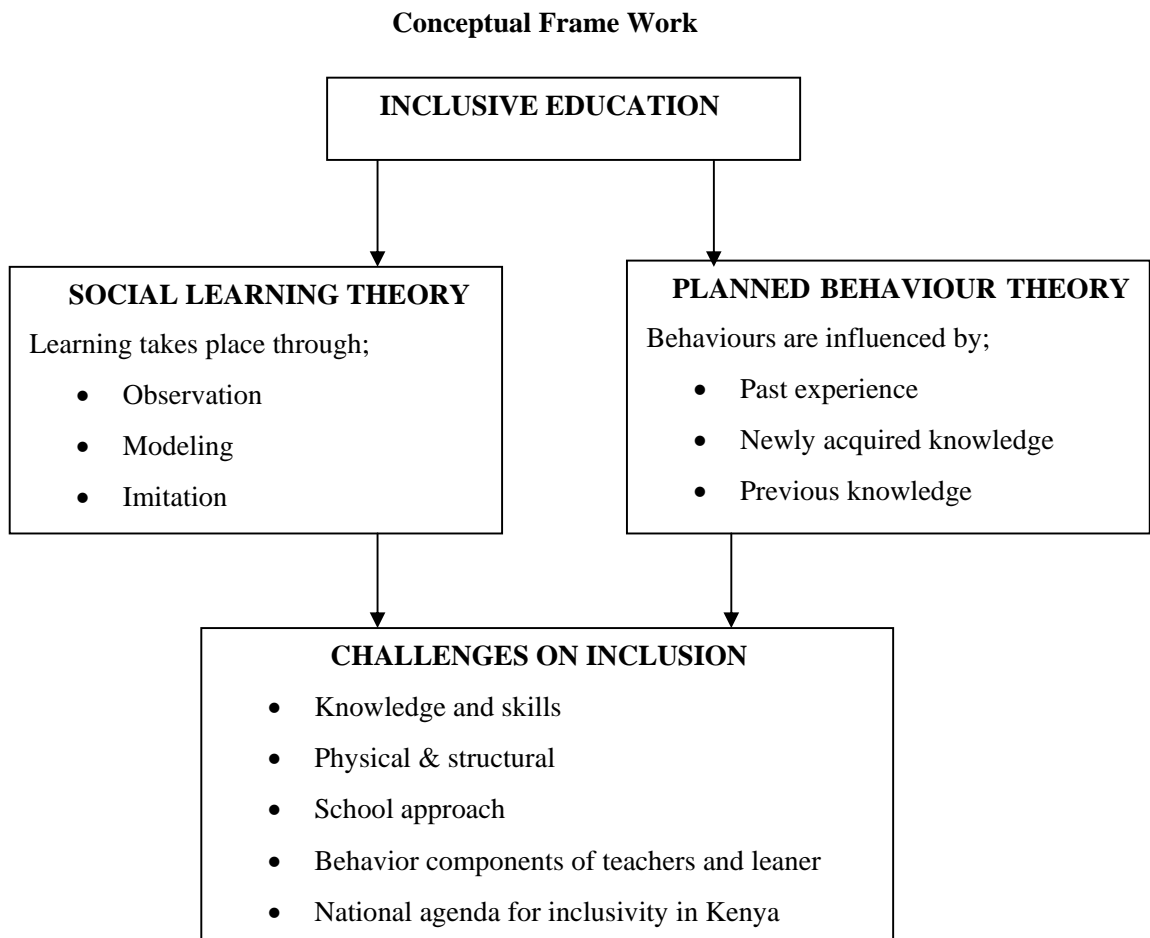 Conceptual Frame Work
INCLUSIVE EDUCATION
SOCIAL LEARNING THEORY
Learning takes place through;
• Observation
• Modeling
• Imitation
PLANNED BEHAVIOUR THEORY
Behaviours are influenced by;
• Past experience
• Newly acquired knowledge
• Previous knowledge
CHALLENGES ON INCLUSION
• Knowledge and skills
• Physical & structural
• School approach
• Behavior components of teachers and leaner
• National agenda for inclusivity in Kenya